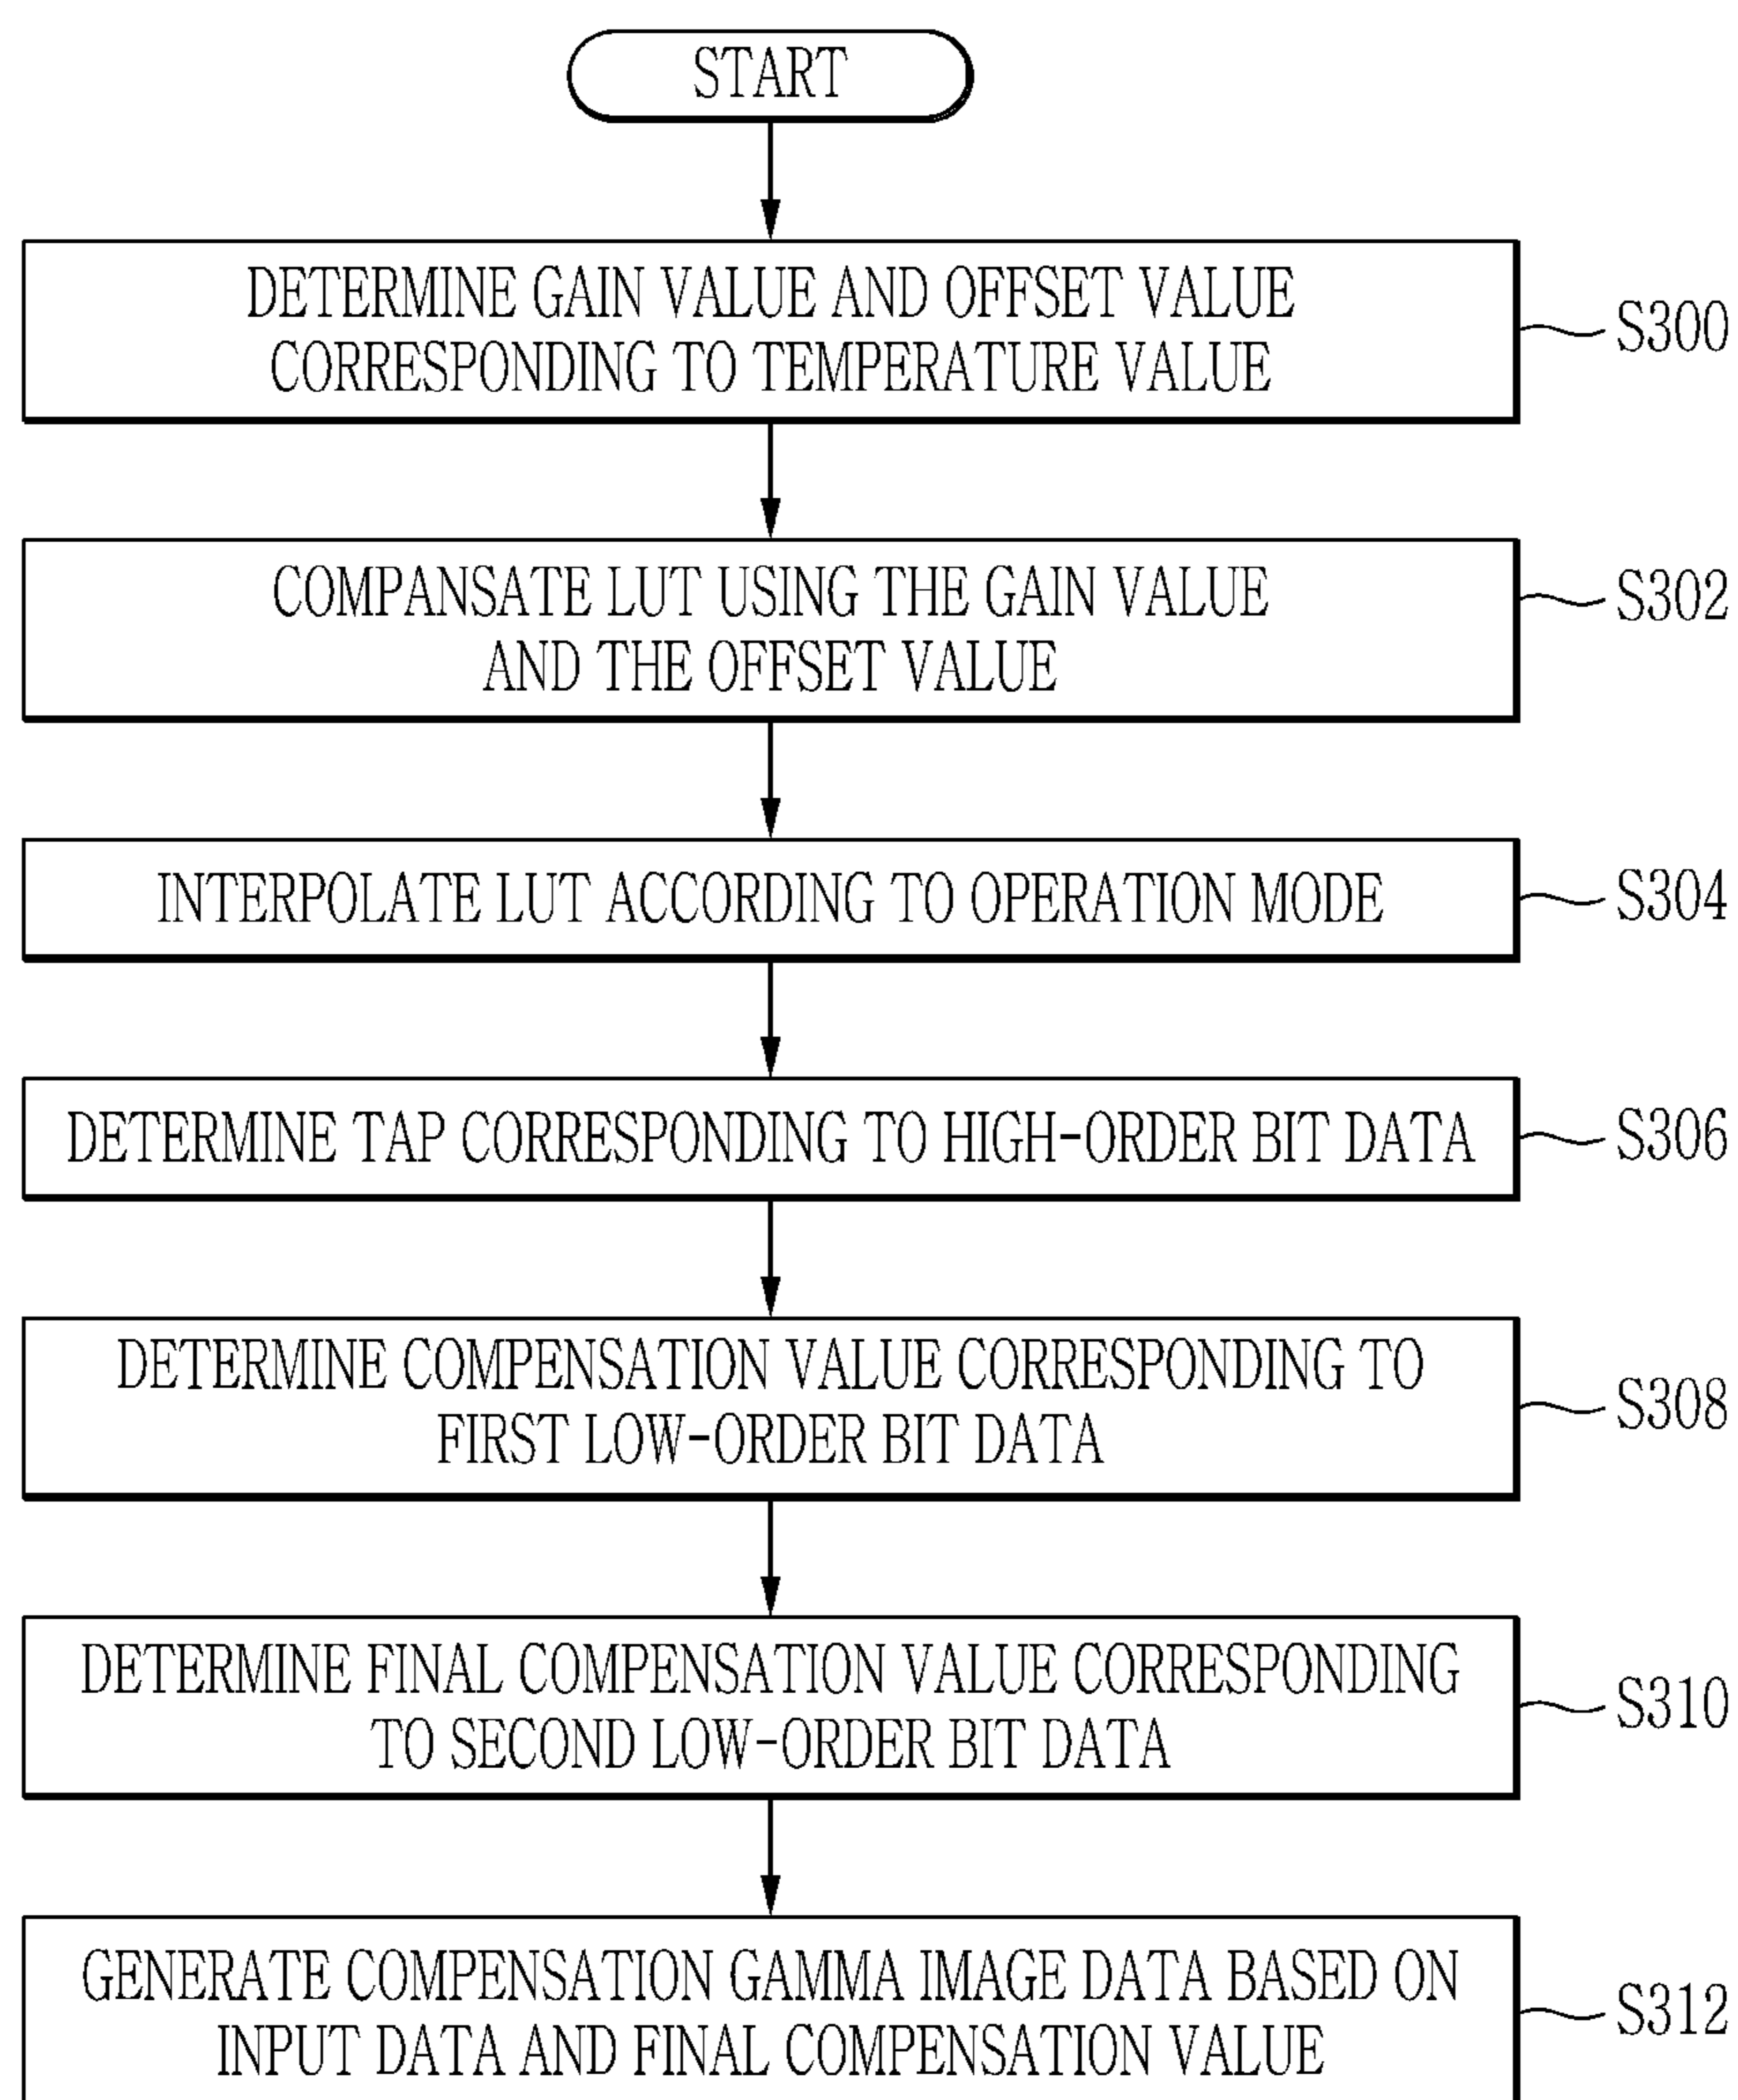 START
DETERMINE GAIN VALUE AND OFFSET VALUE
CORRESPONDING TO TEMPERATURE VALUE
S300
COMPANSATE LUT USING THE GAIN VALUE
AND THE OFFSET VALUE
S302
INTERPOLATE LUT ACCORDING TO OPERATION MODE
S304
DETERMINE TAP CORRESPONDING TO HIGH-ORDER BIT DATA
S306
DETERMINE COMPENSATION VALUE CORRESPONDING TO
FIRST LOW-ORDER BIT DATA
S308
DETERMINE FINAL COMPENSATION VALUE CORRESPONDING
TO SECOND LOW-ORDER BIT DATA
S310
GENERATE COMPENSATION GAMMA IMAGE DATA BASED ON
INPUT DATA AND FINAL COMPENSATION VALUE
S312